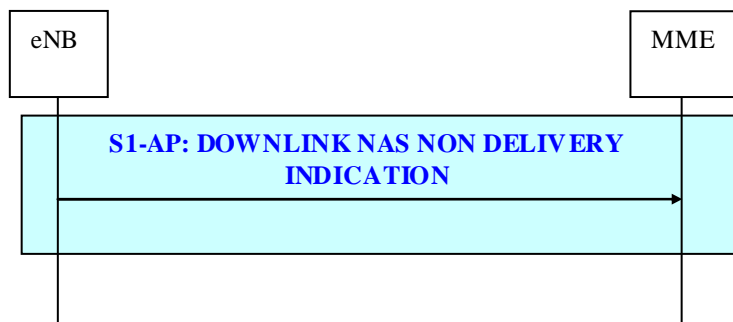 eNB
MME
S1-AP: DOWNLINK NAS NON DELIVERY
INDICATION